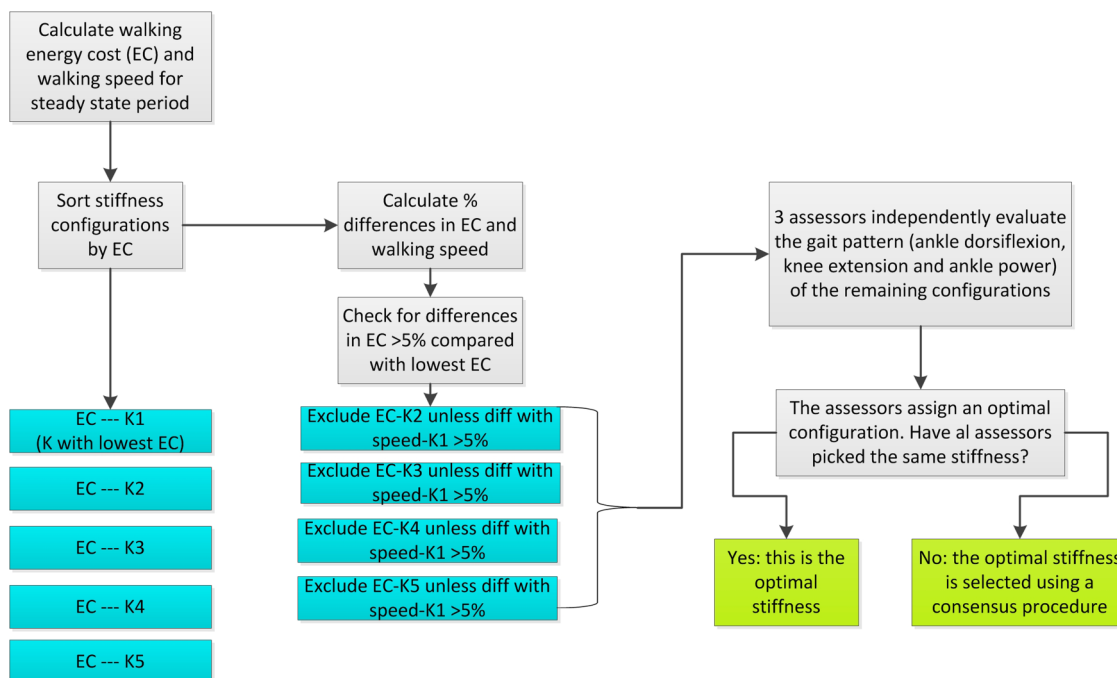 Calculate walking
energy cost (EC) and
walking speed for
steady state period
Sort stiffness
configurations
by EC
EC --- K1
(K with lowest EC)
EC --- K2
EC --- K3
EC --- K4
EC --- K5
Calculate %
differences in EC and
walking speed
Check for differences
in EC >5% compared
with lowest EC
Exclude EC-K2 unless diff with
speed-K1 >5%
Exclude EC-K3 unless diff with
speed-K1 >5%
Exclude EC-K4 unless diff with
speed-K1 >5%
Exclude EC-K5 unless diff with
speed-K1 >5%
3 assessors independently evaluate
the gait pattern (ankle dorsiflexion,
knee extension and ankle power)
of the remaining configurations
The assessors assign an optimal
configuration. Have al assessors
picked the same stiffness?
Yes: this is the
optimal
stiffness
No: the optimal stiffness
is selected using a
consensus procedure